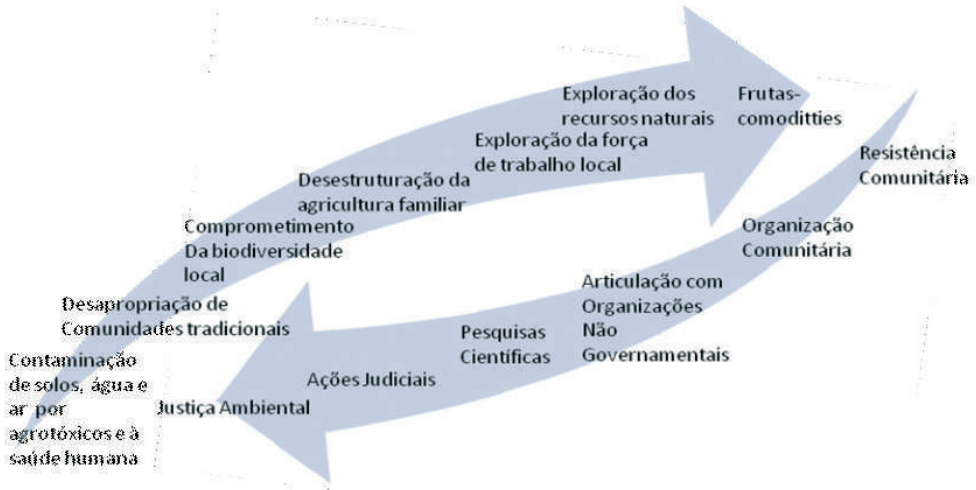 Exploração dos
recursos naturais
Frutas-
comoditties
Exploração da força
de trabalho local
Desestruturação da
agricultura familiar
Comprometimento
Da biodiversidade
local
Desapropriação de
Comunidades tradicionais
Contaminação
de solos, água e
ar por
agrotóxicos e à
saúde humana
Resistência
Comunitária
Organização
Comunitária
Articulação com
Organizações
Não
Governamentais
Pesquisas
Científicas
Ações Judiciais
Justiça Ambiental